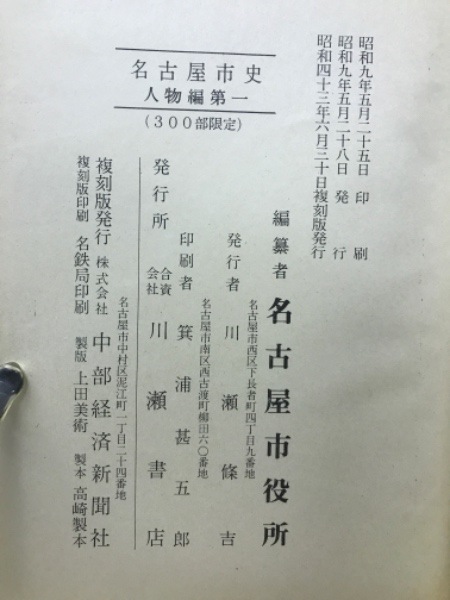 昭和九年五月二十五日 印刷
昭和九年五月二十八日 発行
昭和四十三年六月三十日複刻版発行
名古屋市史
人物編第一
(300部限定)
編纂者 名古屋市役所
名古屋市西区下長者町四丁目九番地
発行者 川瀬條吉
名古屋市南区西古渡町欄田六〇番地
印刷者 箕浦甚五郎
発行所 合資会社 川瀬書店
名古屋市中村区泥江町一丁目二十四番地
複刻版発行 株式会社 中部経済新聞社
複刻版印刷 名鉄局印刷 製版 上田美術 製本 高崎製本